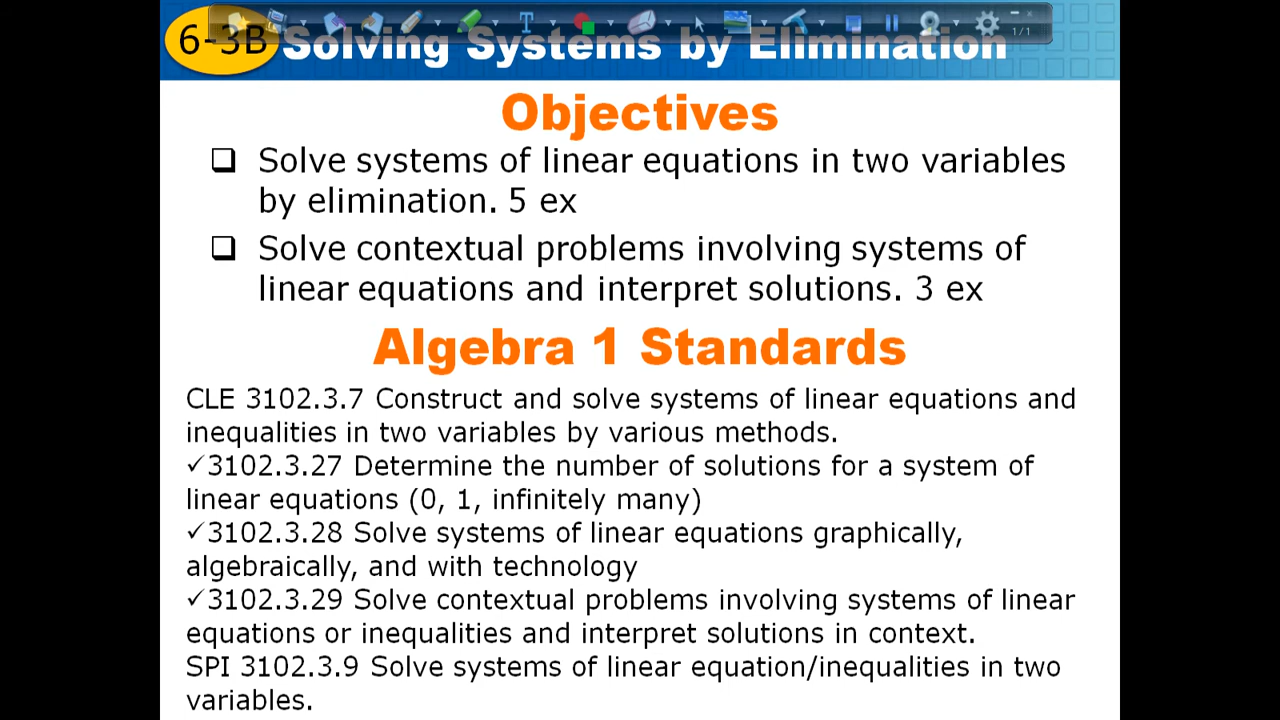 6-3B Solving Systems by Elimination
1/1
Objectives
❑ Solve systems of linear equations in two variables
by elimination. 5 ex
❑ Solve contextual problems involving systems of
linear equations and interpret solutions. 3 ex
Algebra 1 Standards
CLE 3102.3.7 Construct and solve systems of linear equations and
inequalities in two variables by various methods.
✓3102.3.27 Determine the number of solutions for a system of
linear equations (0, 1, infinitely many)
✓3102.3.28 Solve systems of linear equations graphically,
algebraically, and with technology
✓3102.3.29 Solve contextual problems involving systems of linear
equations or inequalities and interpret solutions in context.
SPI 3102.3.9 Solve systems of linear equation/inequalities in two
variables.